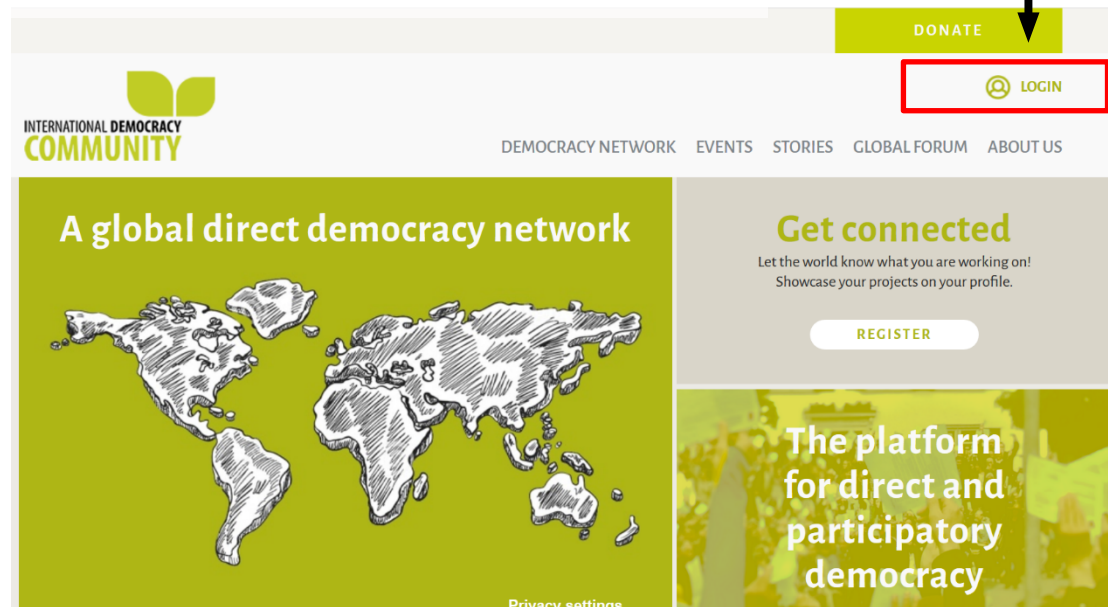 DONATE
LOGIN
INTERNATIONAL DEMOCRACY
COMMUNITY
DEMOCRACY NETWORK EVENTS STORIES GLOBAL FORUM ABOUT US
A global direct democracy network
Get connected
Let the world know what you are working on!
Showcase your projects on your profile.
REGISTER
The platform
for direct and
participatory
democracy
Privacy settings